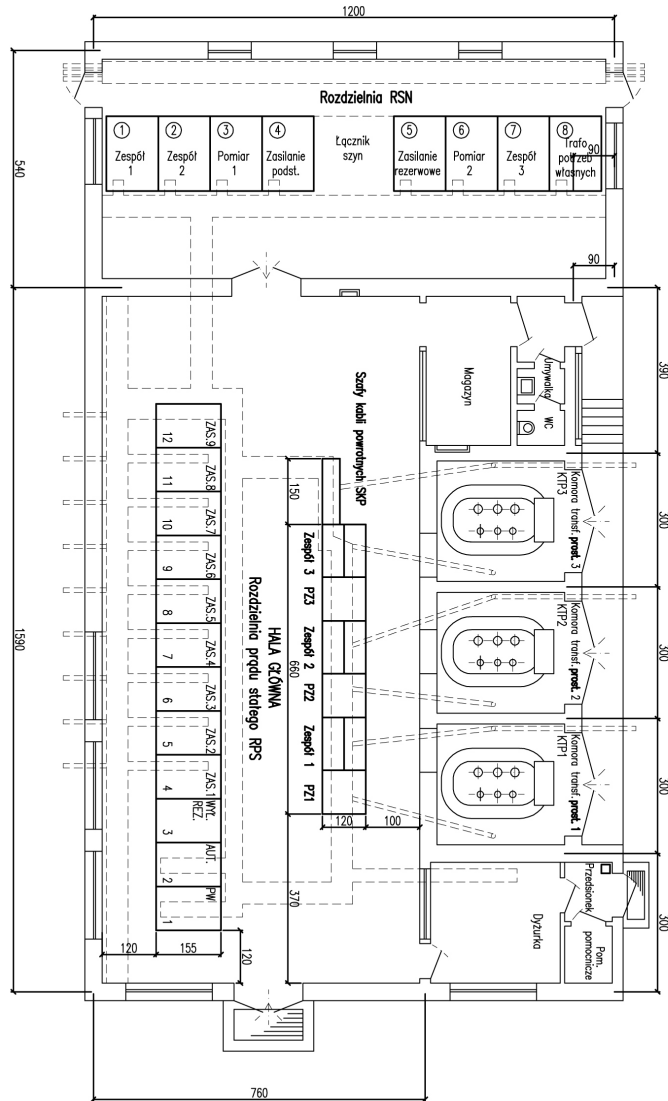 1200
Rozdzielnia RSN
1
Zespół
1
2
Zespół
2
3
Pomiar
1
4
Zasilanie
podst.
Łącznik
szyn
5
Zasilanie
rezerwowe
6
Pomiar
2
7
Zespół
3
8
Trafo
potrzeb
własnych
90
540
90
390
Magazyn
Umywalka
WC
Szafy kabli powrotnych SKP
150
Komora transf. prost. 3
KTP3
300
Komora transf. prost. 2
KTP2
300
Komora transf. prost. 1
KTP1
300
ZAS.9
12
ZAS.8
11
ZAS.7
10
ZAS.6
9
ZAS.5
8
ZAS.4
7
ZAS.3
6
ZAS.2
5
ZAS.1
4
WYŁ.
REZ.
3
AUT.
2
PW
1
HALA GŁÓWNA
Rozdzielnia prądu stałego RPS
660
Zespół 3
PZ3
Zespół 2
PZ2
Zespół 1
PZ1
120
100
370
1590
300
Przedsionek
Pom.
pomocnicze
Dyżurka
120
155
120
760